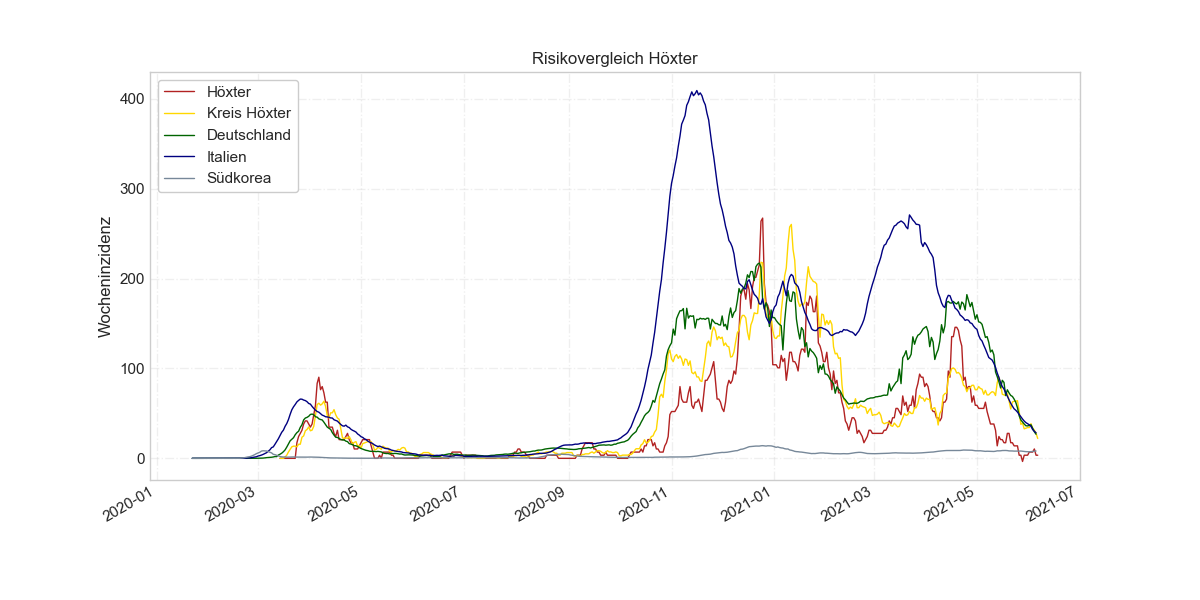 Risikovergleich Höxter
Höxter
Kreis Höxter
Deutschland
Italien
Südkorea
Wocheninzidenz
400
300
200
100
0
2020-01
2020-03
2020-05
2020-07
2020-09
2020-11
2021-01
2021-03
2021-05
2021-07